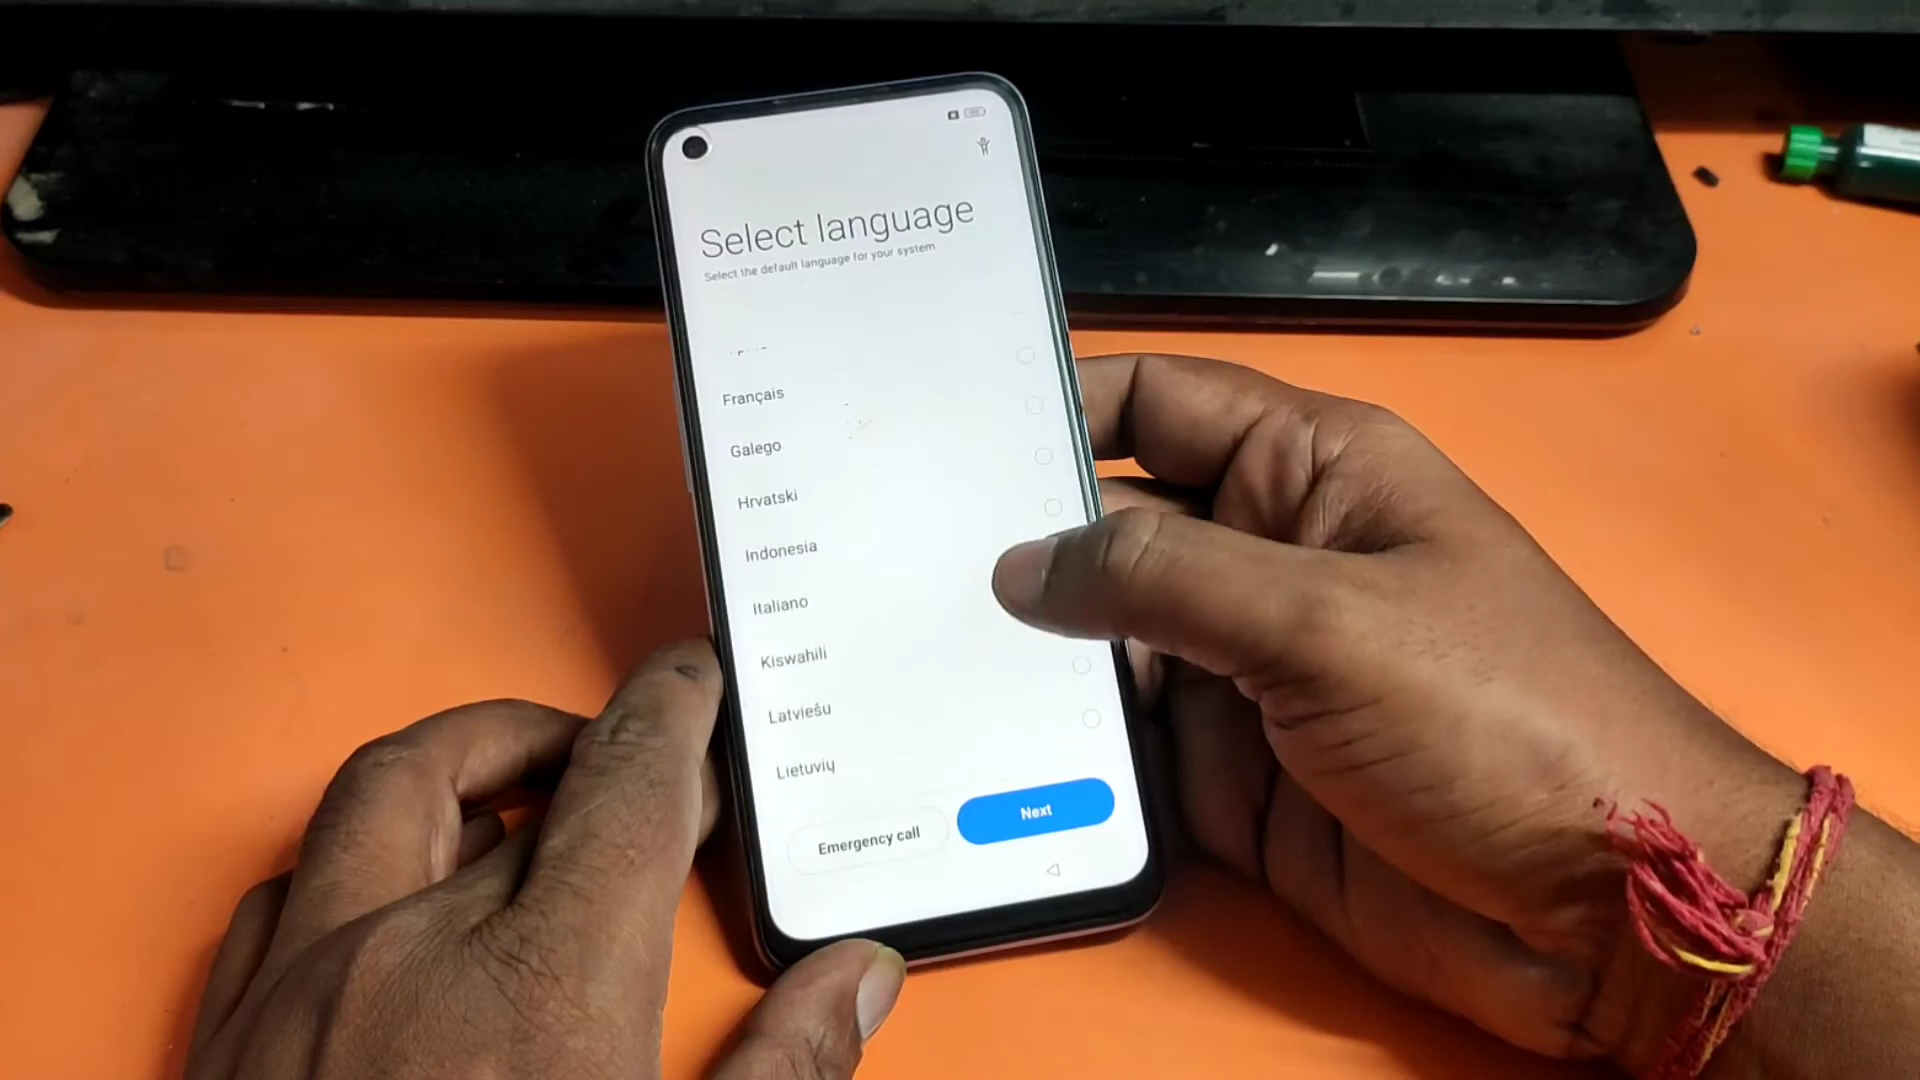 Select language
Select the default language for your system
Français
Galego
Hrvatski
Indonesia
Italiano
Kiswahili
Latviešu
Lietuvių
Emergency call
Next